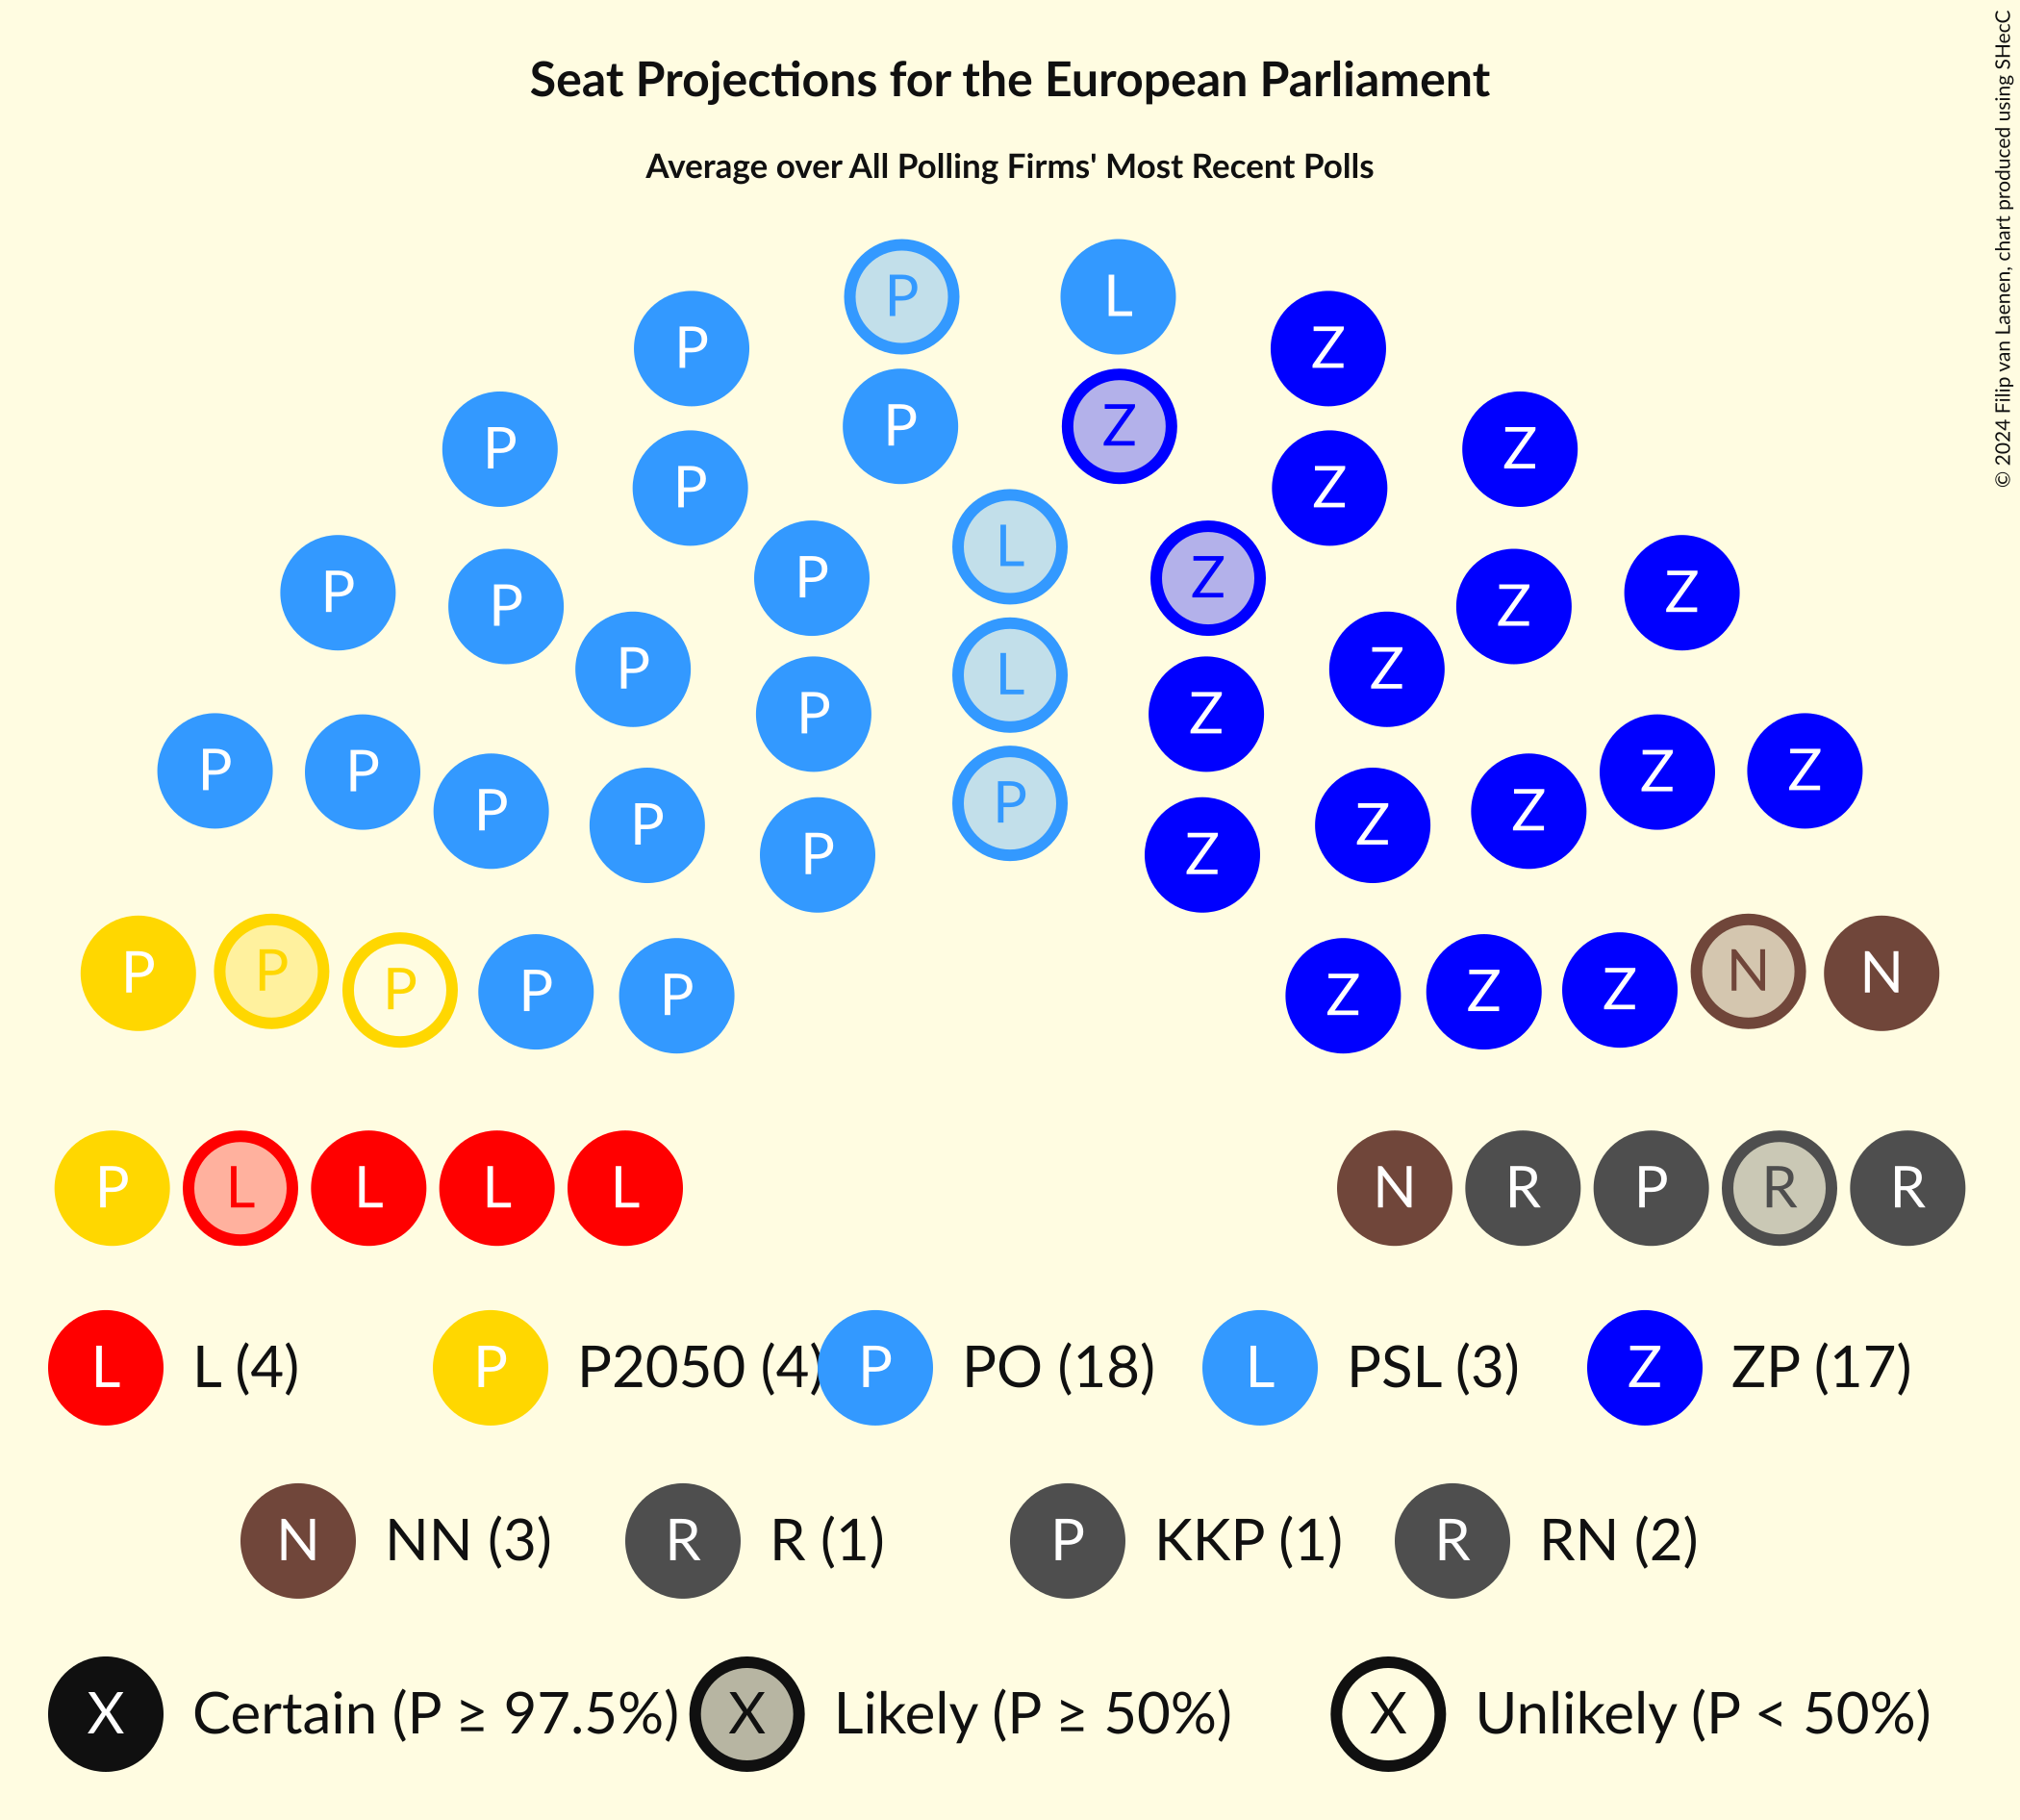 Seat Projections for the European Parliament
Average over All Polling Firms' Most Recent Polls
© 2024 Filip van Laenen, chart produced using SHecC
P L
P Z
P Z
P Z
P Z
L
P Z
P Z
P Z
P Z
L
P Z
P Z
P Z
P
P Z
P Z
P P N N
P P P Z Z Z
P L L L L N R P R R
L L (4) P P2050 (4) P PO (18) L PSL (3) Z ZP (17)
N NN (3) R R (1) P KKP (1) R RN (2)
X Certain (P ≥ 97.5%) X Likely (P ≥ 50%) X Unlikely (P < 50%)